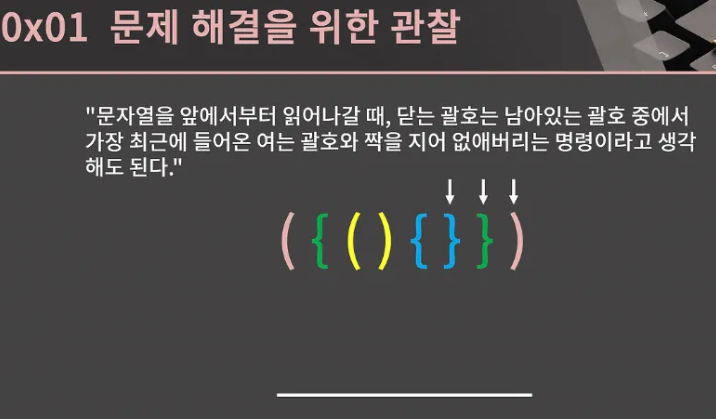 0x01 문제 해결을 위한 관찰
"문자열을 앞에서부터 읽어나갈 때, 닫는 괄호는 남아있는 괄호 중에서
가장 최근에 들어온 여는 괄호와 짝을 지어 없애버리는 명령이라고 생각
해도 된다."
↓ ↓ ↓
( { ( ) { } } )